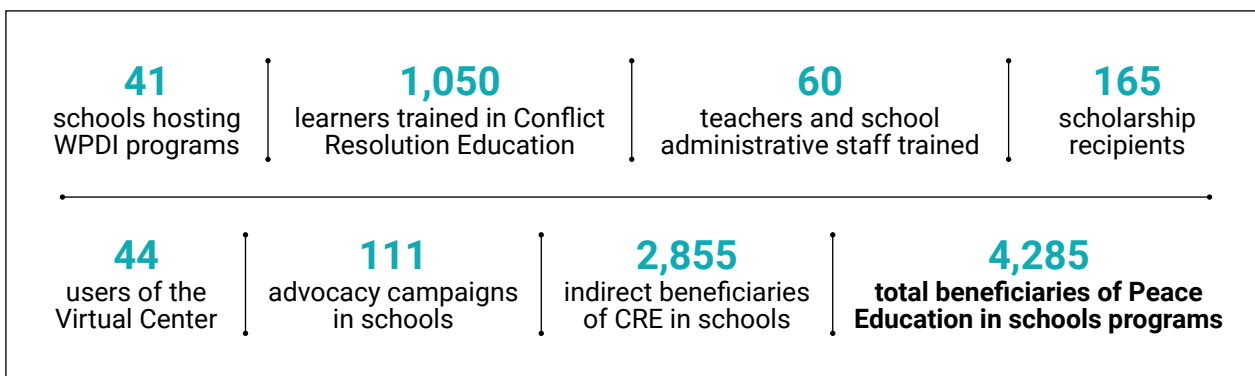 41
schools hosting
WPDI programs
1,050
learners trained in Conflict
Resolution Education
60
teachers and school
administrative staff trained
165
scholarship
recipients
44
users of the
Virtual Center
111
advocacy campaigns
in schools
2,855
indirect beneficiaries
of CRE in schools
4,285
total beneficiaries of Peace
Education in schools programs